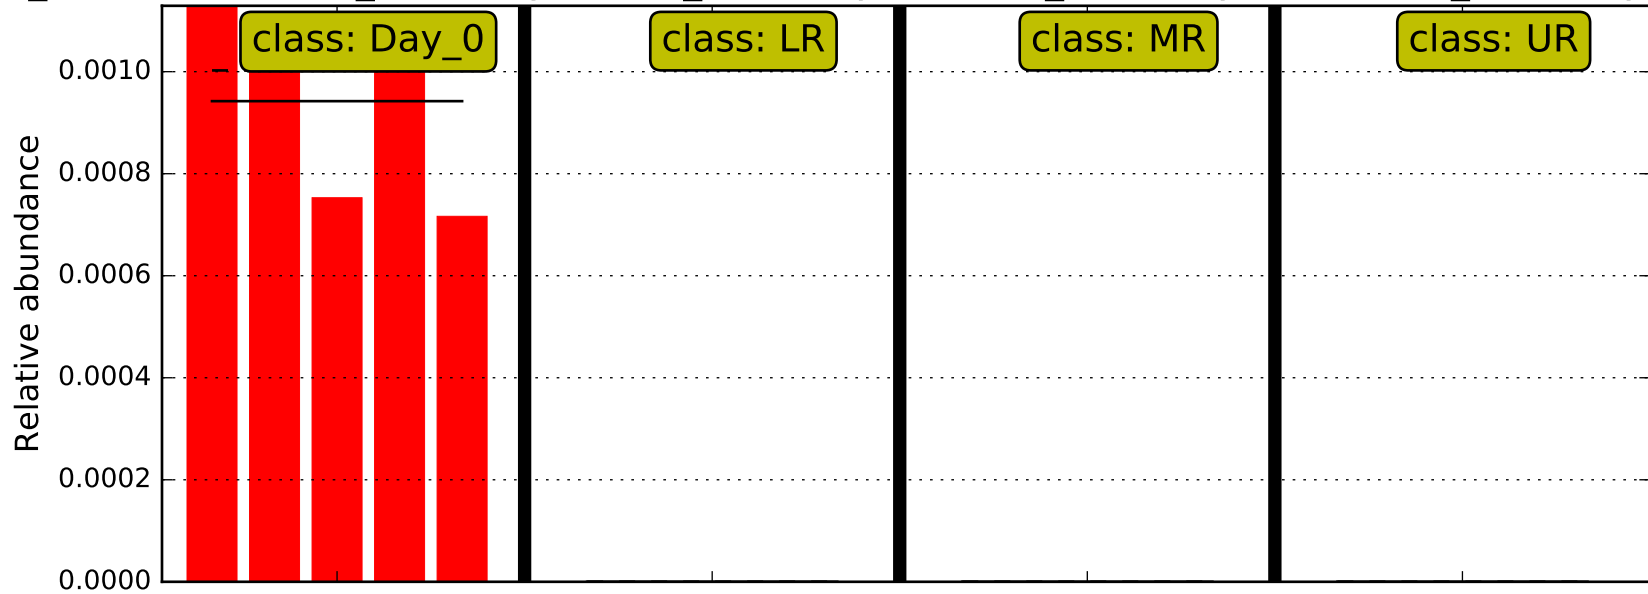 class: Day_0
class: LR
class: MR
class: UR
0.0010
0.0008
0.0006
0.0004
0.0002
0.0000
Relative abundance